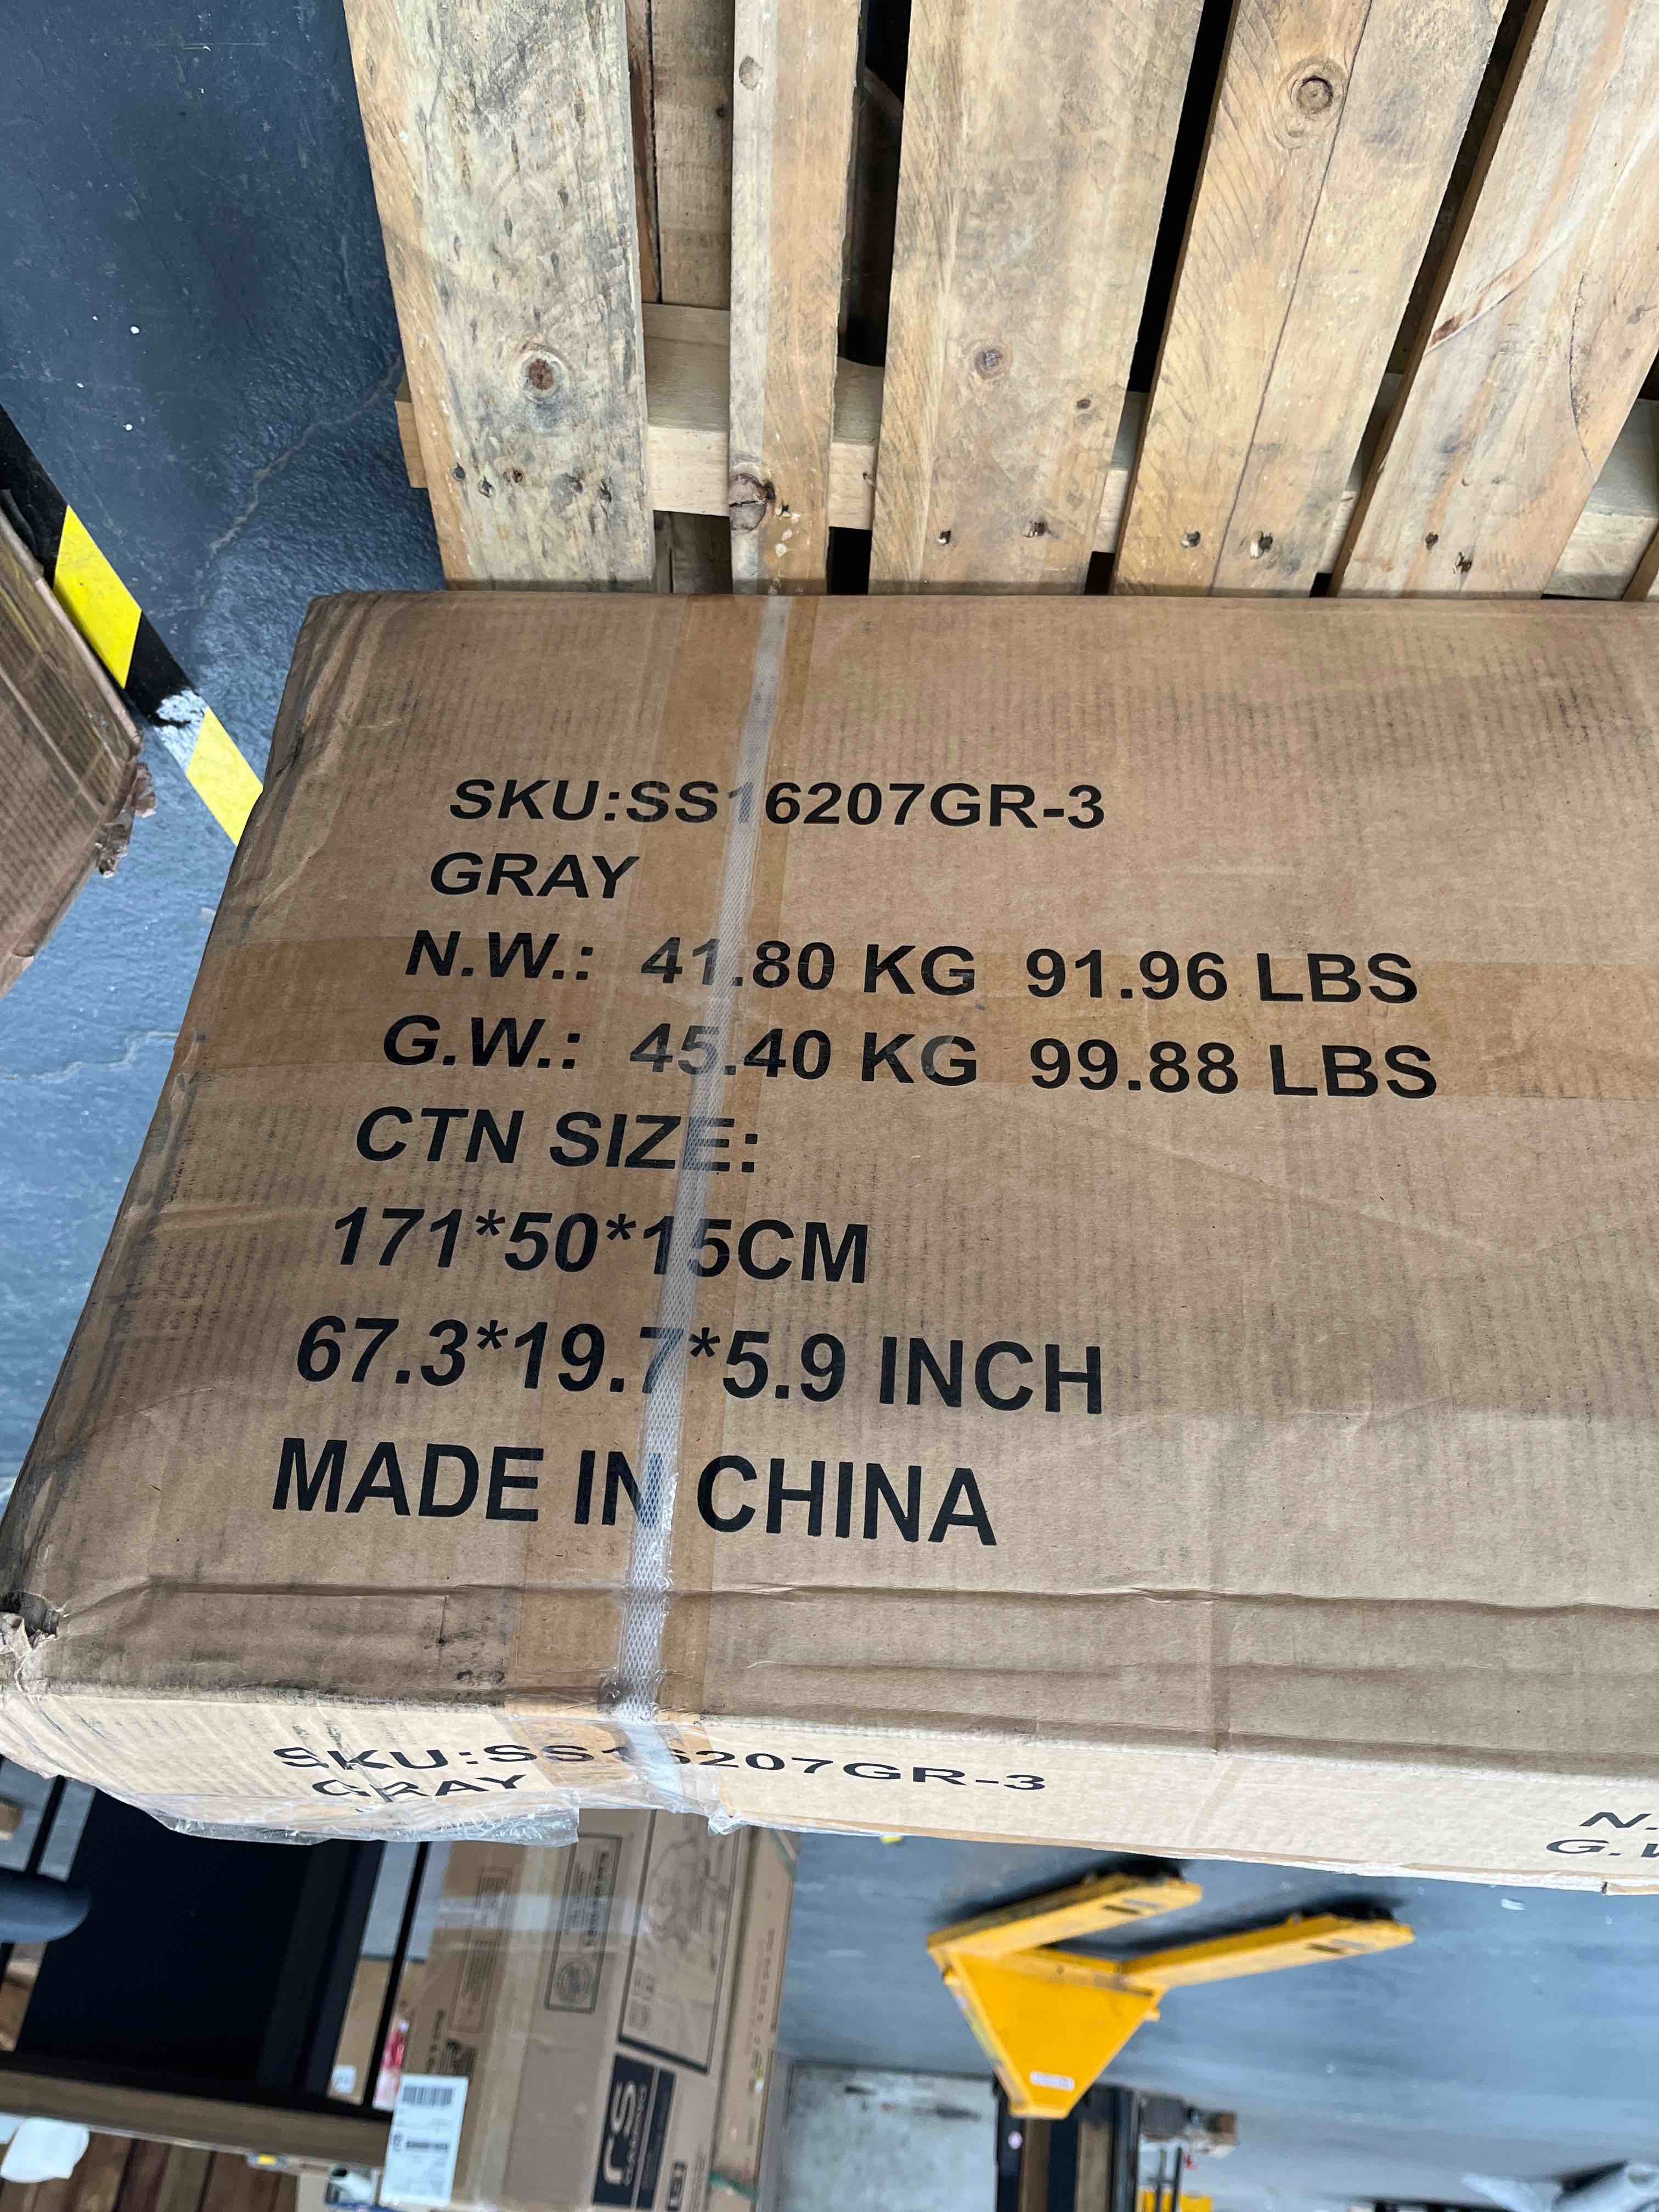 SKU:SS16207GR-3
GRAY
N.W.: 41.80 KG 91.96 LBS
G.W.: 45.40 KG 99.88 LBS
CTN SIZE:
171*50*15CM
67.3*19.7*5.9 INCH
MADE IN CHINA
SKU:SS16207GR-3
GRAY
N.
G.W
rs